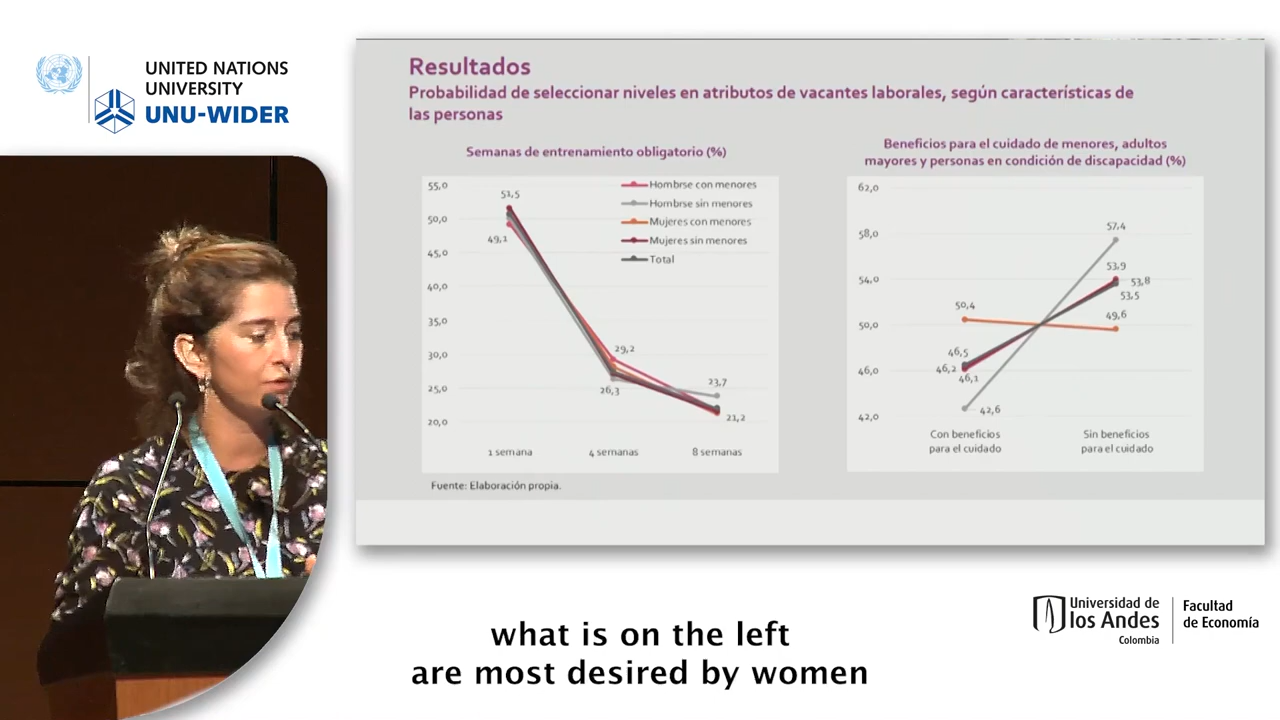 UNITED NATIONS
UNIVERSITY
UNU-WIDER
Resultados
Probabilidad de seleccionar niveles en atributos de vacantes laborales, según características de
las personas
Semanas de entrenamiento obligatorio (%)
55,0
50,0
45,0
40,0
35,0
30,0
25,0
20,0
51,5
49,1
29,2
26,3
23,7
21,2
Hombrse con menores
Hombrse sin menores
Mujeres con menores
Mujeres sin menores
Total
1 semana
4 semanas
8 semanas
Fuente: Elaboración propia.
Beneficios para el cuidado de menores, adultos
mayores y personas en condición de discapacidad (%)
62,0
58,0
54,0
50,0
46,0
42,0
50,4
46,5
46,2
46,1
42,6
57,4
53,9
53,8
53,5
49,6
Con beneficios
para el cuidado
Sin beneficios
para el cuidado
what is on the left
are most desired by women
Universidad de
los Andes
Colombia
Facultad
de Economía